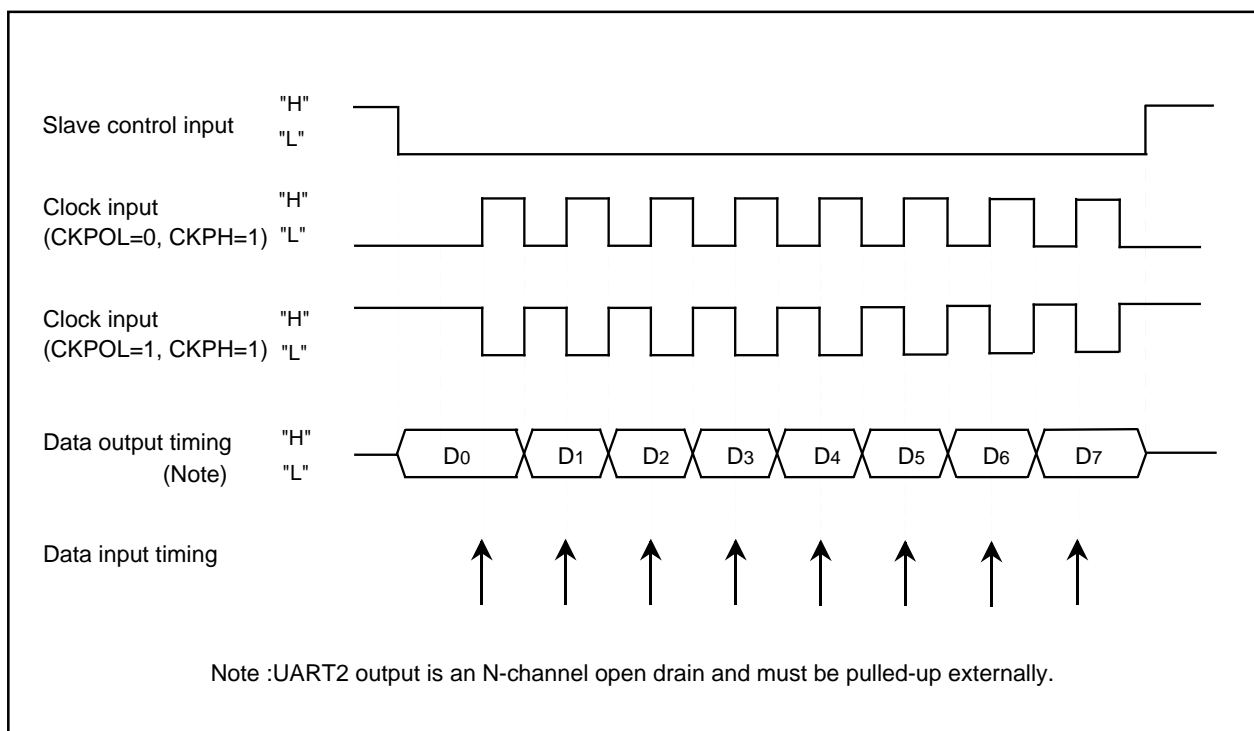 Slave control input "H"
"L"
Clock input "H"
(CKPOL=0, CKPH=1) "L"
Clock input "H"
(CKPOL=1, CKPH=1) "L"
Data output timing "H"
(Note) "L"
D0 D1 D2 D3 D4 D5 D6 D7
Data input timing
Note :UART2 output is an N-channel open drain and must be pulled-up externally.